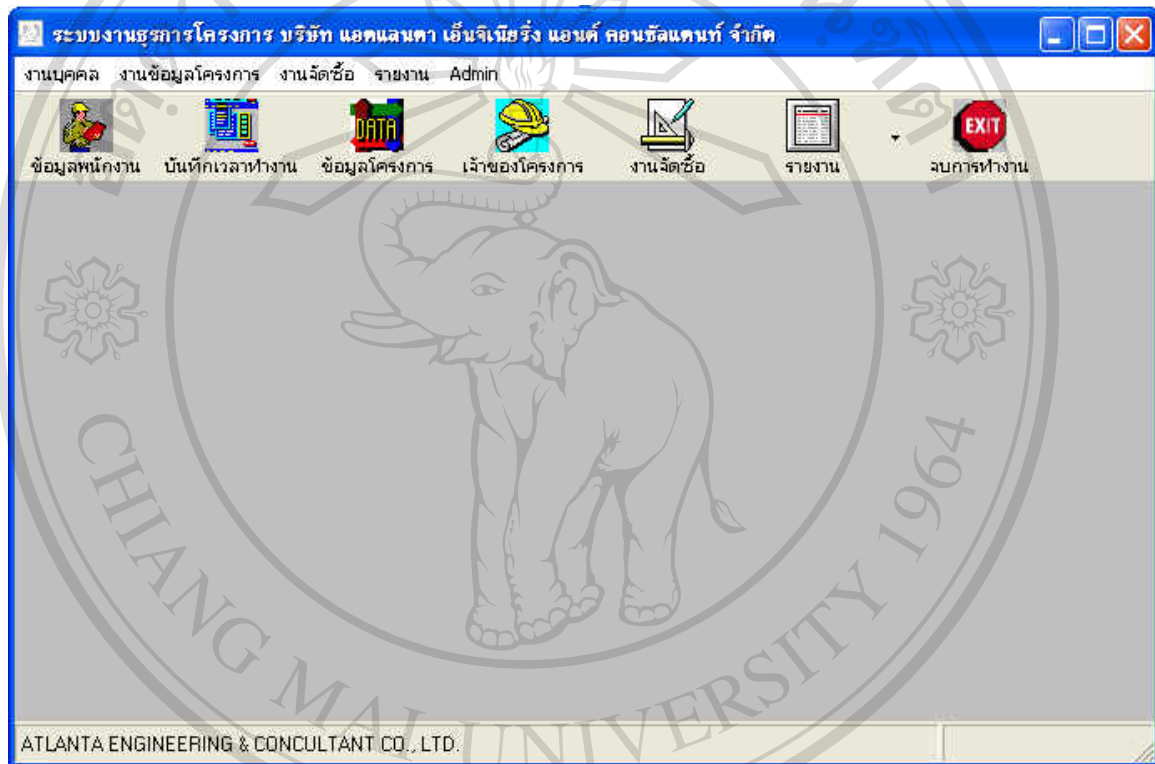 ระบบงานธุรการโครงการ บริษัท แอตแลนตา เอ็นจิเนียริ่ง แอนด์ คอนซัลแตนท์ จำกัด
งานบุคคล งานข้อมูลโครงการ งานจัดซื้อ รายงาน Admin
DATA EXIT
ข้อมูลพนักงาน บันทึกเวลาทำงาน ข้อมูลโครงการ เจ้าของโครงการ งานจัดซื้อ รายงาน จบการทำงาน
CHIANG MAI UNIVERSITY 1964
ATLANTA ENGINEERING & CONCULTANT CO., LTD.